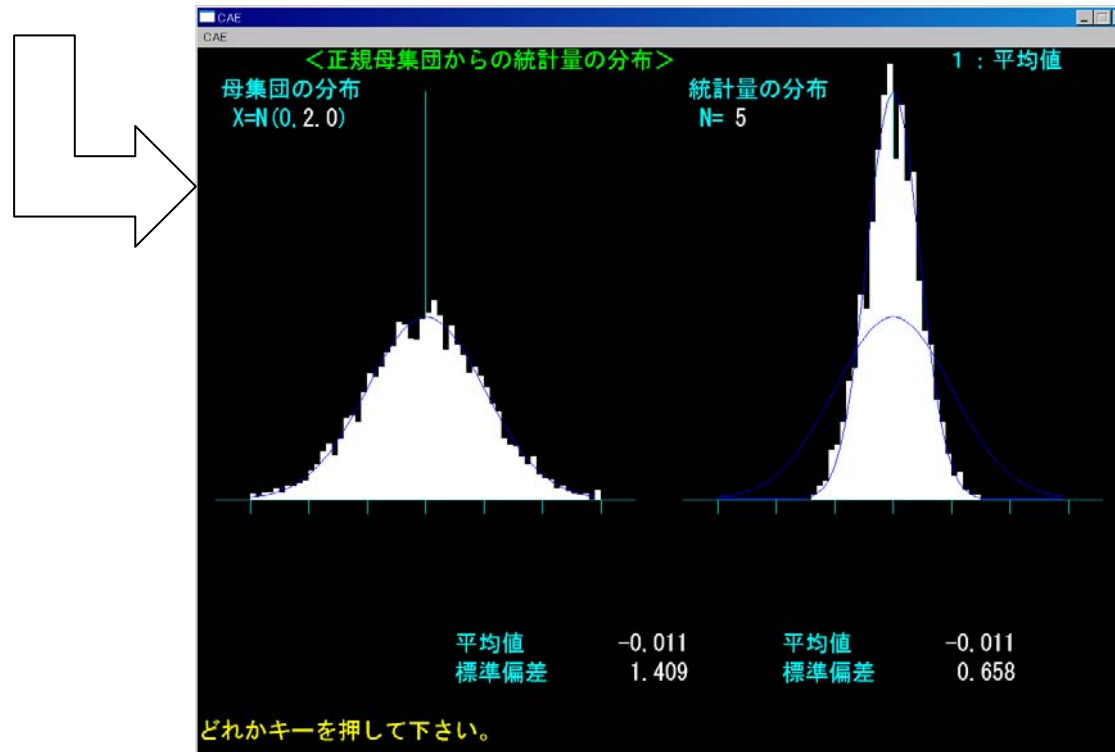 CAE
CAE
<正規母集団からの統計量の分布>
1：平均値
母集団の分布
X=N(0, 2.0)
統計量の分布
N= 5
平均値 -0.011 平均値 -0.011
標準偏差 1.409 標準偏差 0.658
どれかキーを押して下さい。